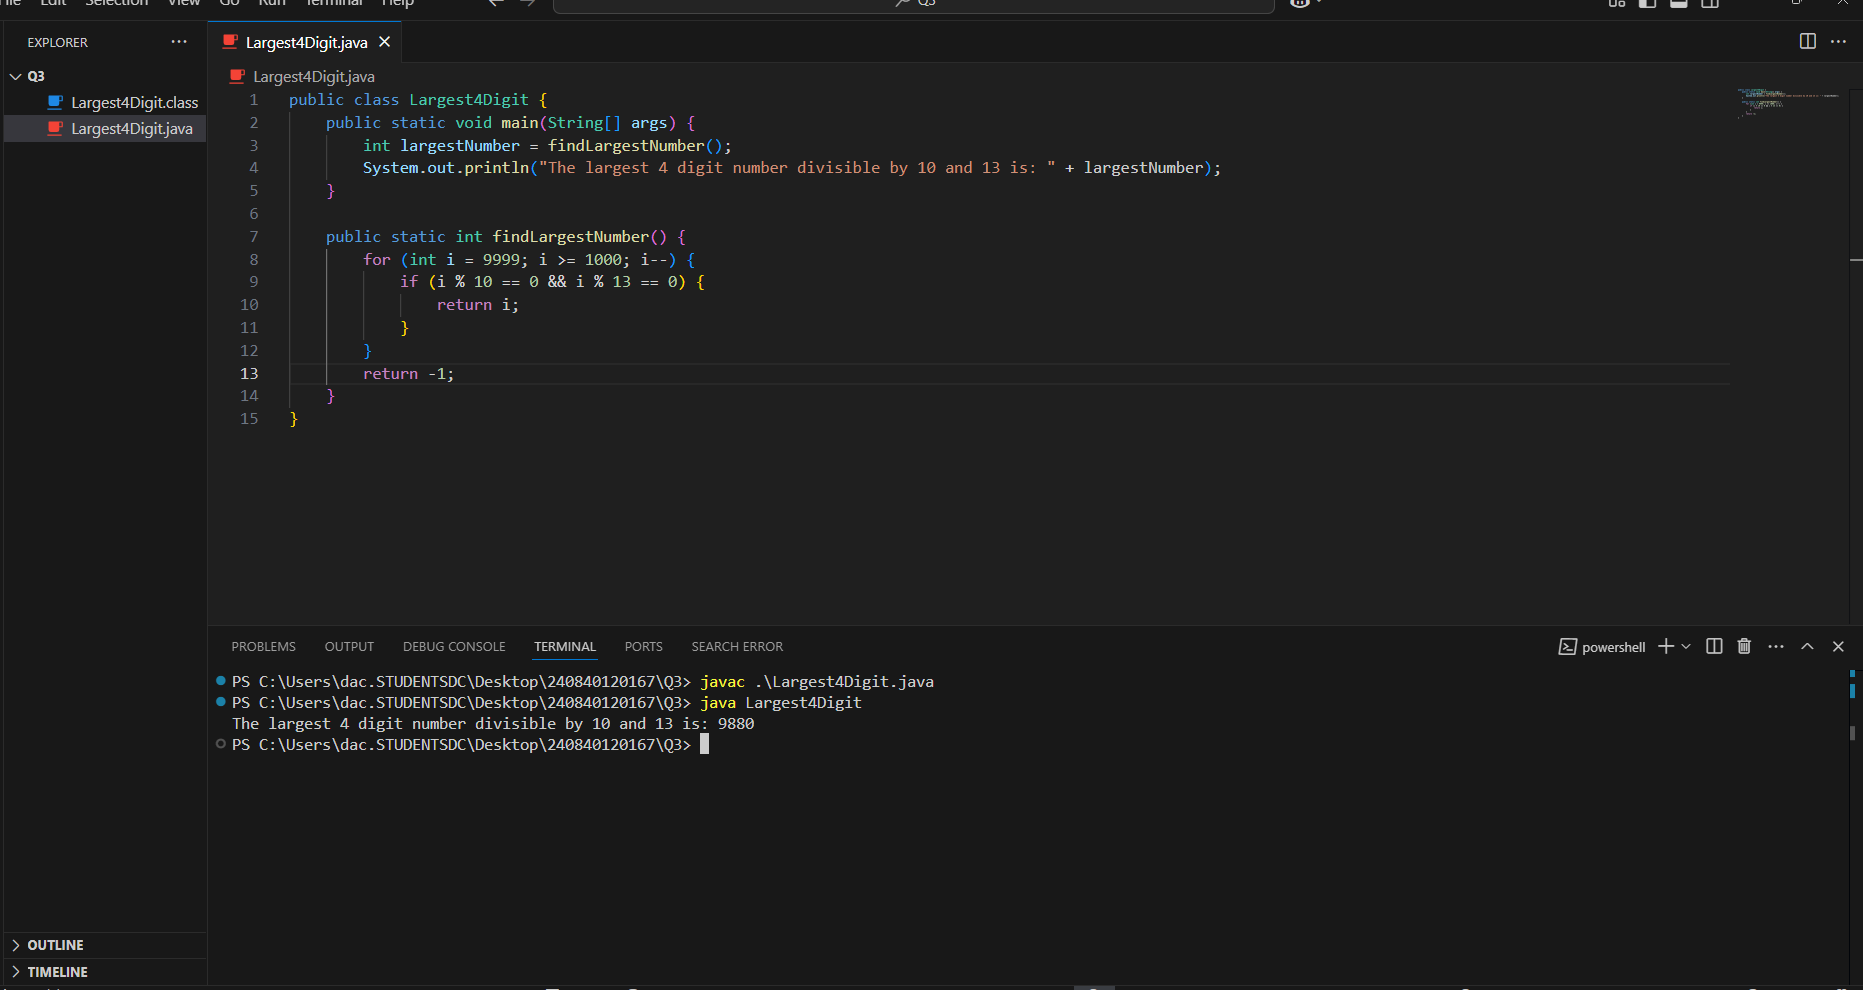 File Edit Selection View Go Run Terminal Help Q3
EXPLORER
Q3
Largest4Digit.class
Largest4Digit.java
OUTLINE
TIMELINE
Largest4Digit.java
Largest4Digit.java
1 public class Largest4Digit {
2 public static void main(String[] args) {
3 int largestNumber = findLargestNumber();
4 System.out.println("The largest 4 digit number divisible by 10 and 13 is: " + largestNumber);
5 }
6
7 public static int findLargestNumber() {
8 for (int i = 9999; i >= 1000; i--) {
9 if (i % 10 == 0 && i % 13 == 0) {
10 return i;
11 }
12 }
13 return -1;
14 }
15 }
PROBLEMS OUTPUT DEBUG CONSOLE TERMINAL PORTS SEARCH ERROR powershell
PS C:\Users\dac.STUDENTSDC\Desktop\240840120167\Q3> javac .\Largest4Digit.java
PS C:\Users\dac.STUDENTSDC\Desktop\240840120167\Q3> java Largest4Digit
The largest 4 digit number divisible by 10 and 13 is: 9880
PS C:\Users\dac.STUDENTSDC\Desktop\240840120167\Q3>